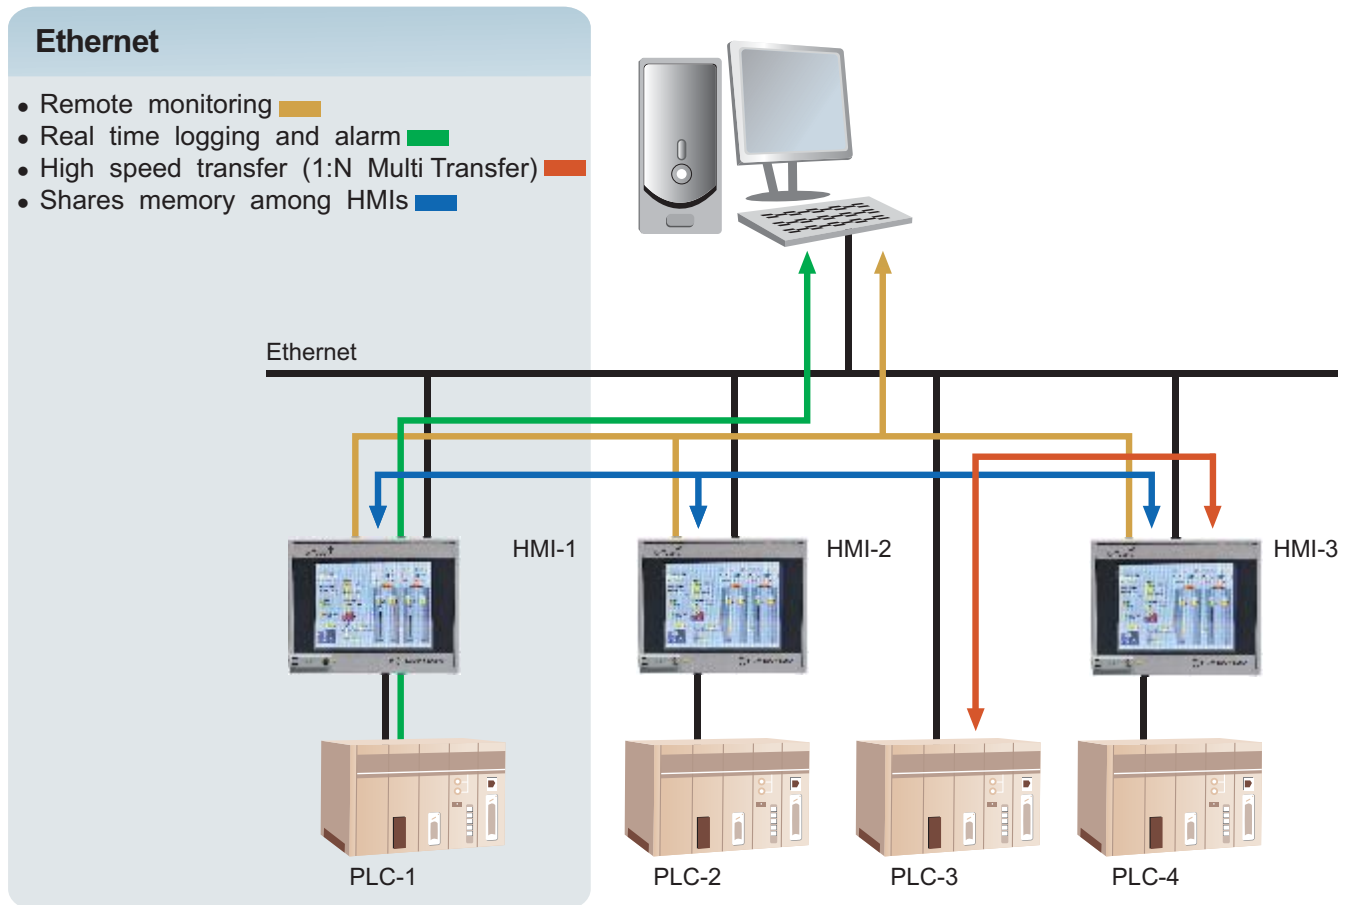 Ethernet
• Remote monitoring
• Real time logging and alarm
• High speed transfer (1:N Multi Transfer)
• Shares memory among HMIs
Ethernet
HMI-1
HMI-2
HMI-3
PLC-1
PLC-2
PLC-3
PLC-4